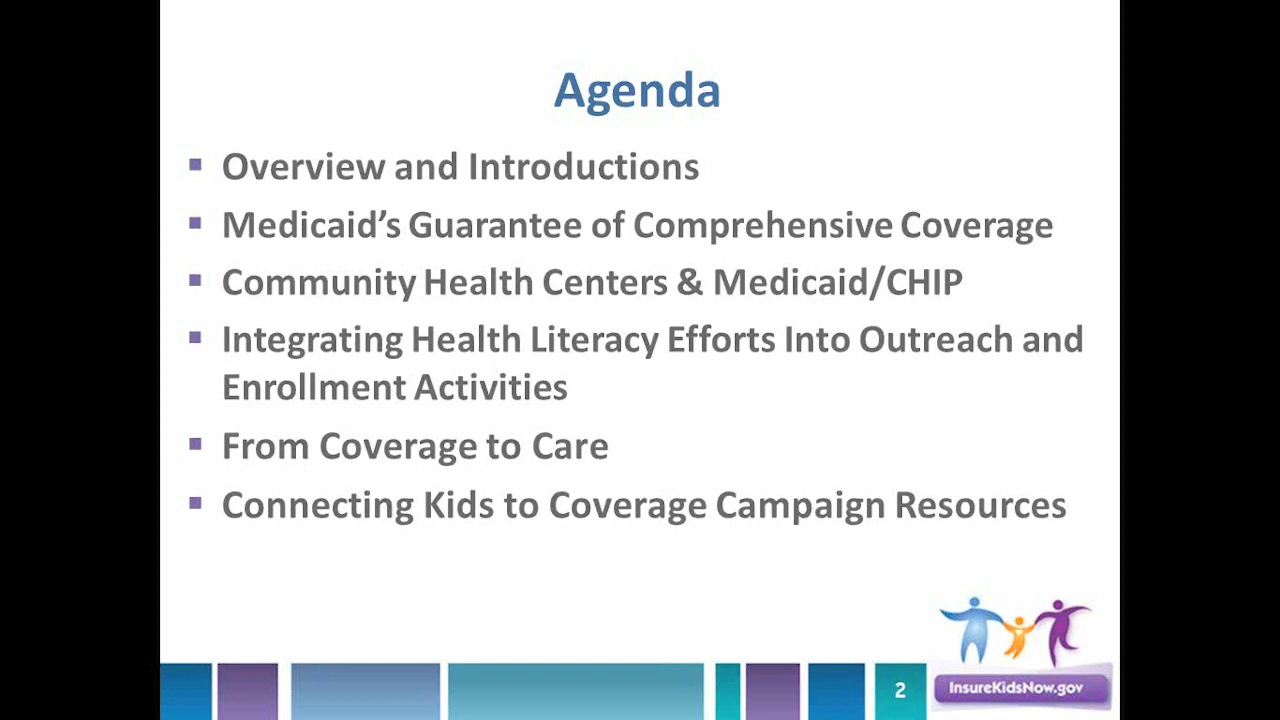 Agenda
▪ Overview and Introductions
▪ Medicaid’s Guarantee of Comprehensive Coverage
▪ Community Health Centers & Medicaid/CHIP
▪ Integrating Health Literacy Efforts Into Outreach and
Enrollment Activities
▪ From Coverage to Care
▪ Connecting Kids to Coverage Campaign Resources
2
InsureKidsNow.gov